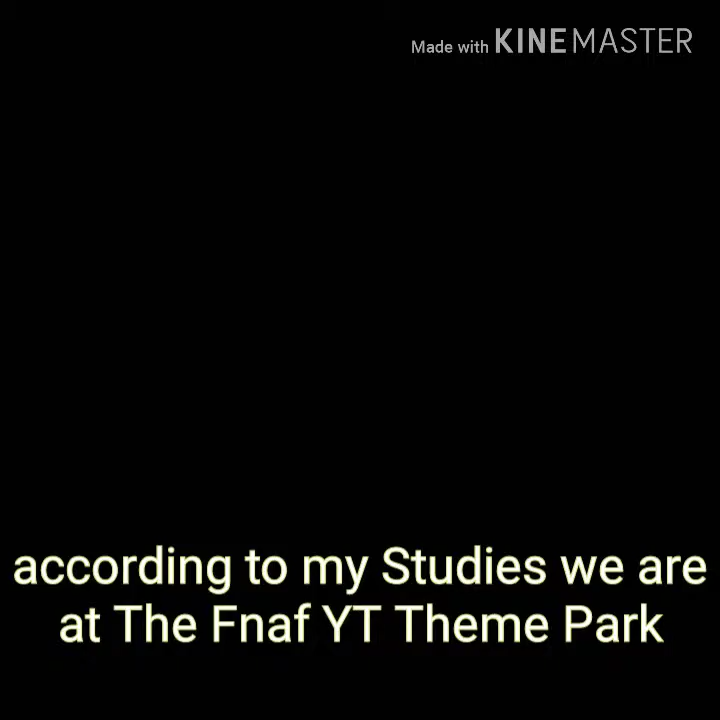 Made with KINEMASTER
according to my Studies we are
at The Fnaf YT Theme Park